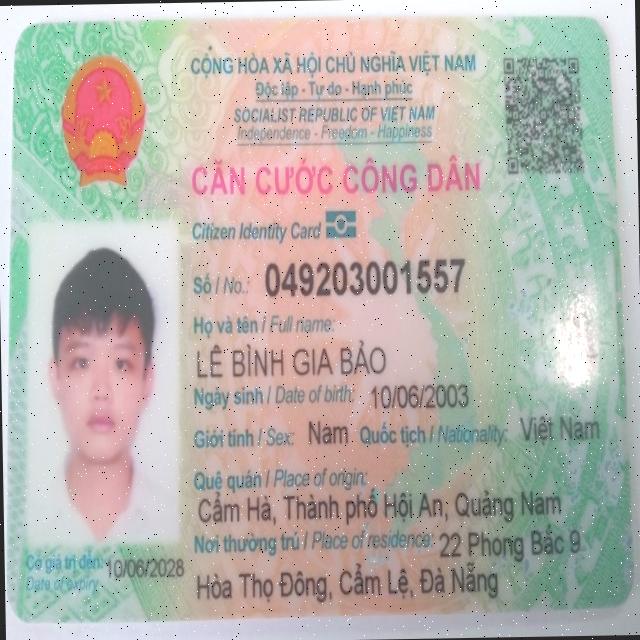 CỘNG HÒA XÃ HỘI CHỦ NGHĨA VIỆT NAM
Độc lập - Tự do - Hạnh phúc
SOCIALIST REPUBLIC OF VIET NAM
Independence - Freedom - Happiness
CĂN CƯỚC CÔNG DÂN
Citizen Identity Card
Số / No.: 049203001557
Họ và tên / Full name:
LÊ BÌNH GIA BẢO
Ngày sinh / Date of birth: 10/06/2003
Giới tính / Sex: Nam Quốc tịch / Nationality: Việt Nam
Quê quán / Place of origin:
Cẩm Hà, Thành phố Hội An, Quảng Nam
Nơi thường trú / Place of residence: 22 Phong Bắc 9
Hòa Thọ Đông, Cẩm Lệ, Đà Nẵng
Có giá trị đến: 10/06/2028
Date of expiry